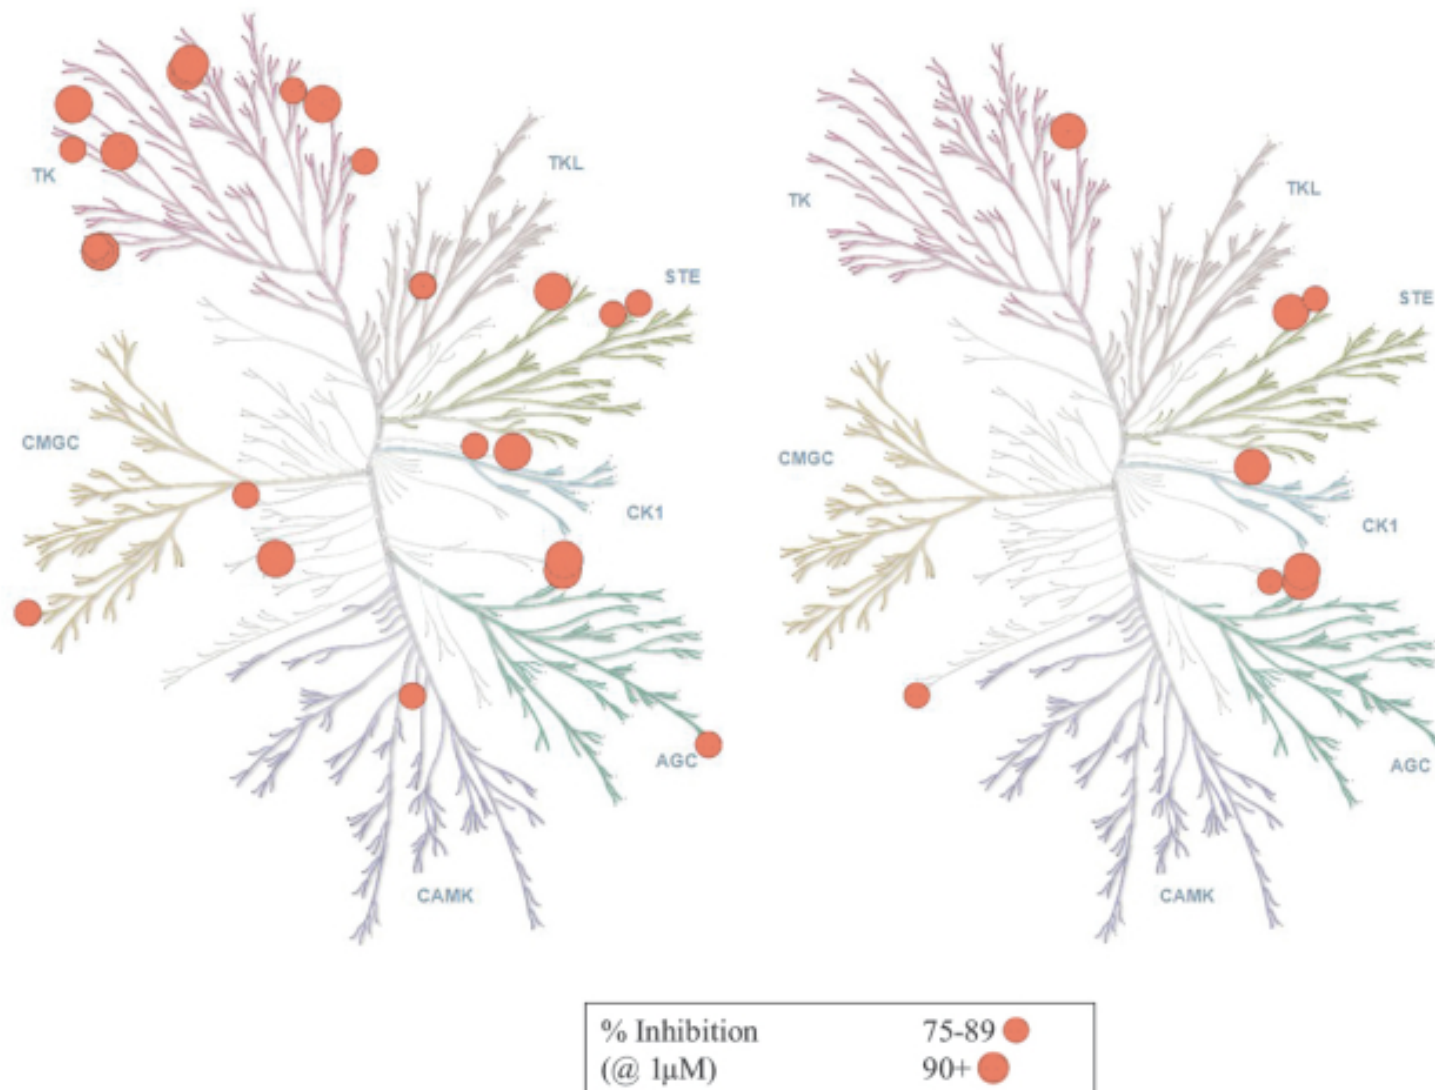 TK
TKL
STE
CMGC
CK1
AGC
CAMK
TK
TKL
STE
CMGC
CK1
AGC
CAMK
% Inhibition 75-89
(@ 1µM) 90+